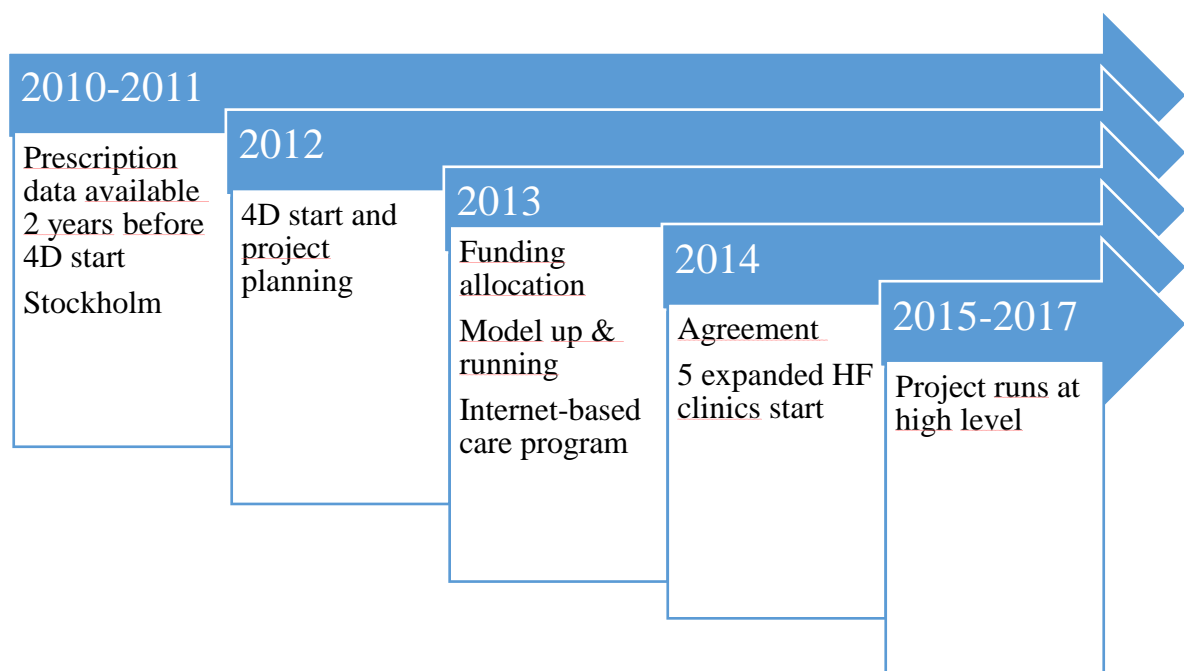 2010-2011
Prescription
data available
2 years before
4D start
Stockholm
2012
4D start and
project
planning
2013
Funding
allocation
Model up &
running
Internet-based
care program
2014
Agreement
5 expanded HF
clinics start
2015-2017
Project runs at
high level